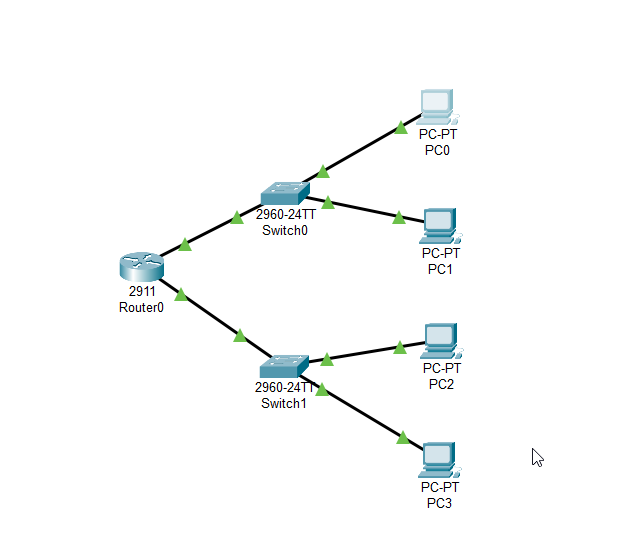 PC-PT
PC0
2960-24TT
Switch0
PC-PT
PC1
2911
Router0
PC-PT
PC2
2960-24TT
Switch1
PC-PT
PC3